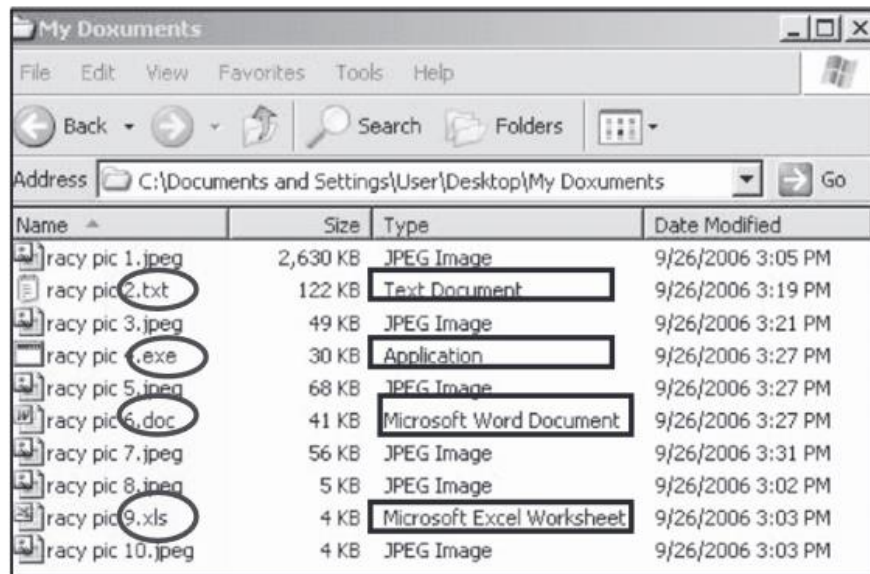 My Doxuments
File Edit View Favorites Tools Help
Back Search Folders
Address C:\Documents and Settings\User\Desktop\My Doxuments Go
Name Size Type Date Modified
racy pic 1.jpeg 2,630 KB JPEG Image 9/26/2006 3:05 PM
racy pic 2.txt 122 KB Text Document 9/26/2006 3:19 PM
racy pic 3.jpeg 49 KB JPEG Image 9/26/2006 3:21 PM
racy pic 4.exe 30 KB Application 9/26/2006 3:27 PM
racy pic 5.jpeg 68 KB JPEG Image 9/26/2006 3:27 PM
racy pic 6.doc 41 KB Microsoft Word Document 9/26/2006 3:27 PM
racy pic 7.jpeg 56 KB JPEG Image 9/26/2006 3:31 PM
racy pic 8.jpeg 5 KB JPEG Image 9/26/2006 3:02 PM
racy pic 9.xls 4 KB Microsoft Excel Worksheet 9/26/2006 3:03 PM
racy pic 10.jpeg 4 KB JPEG Image 9/26/2006 3:03 PM